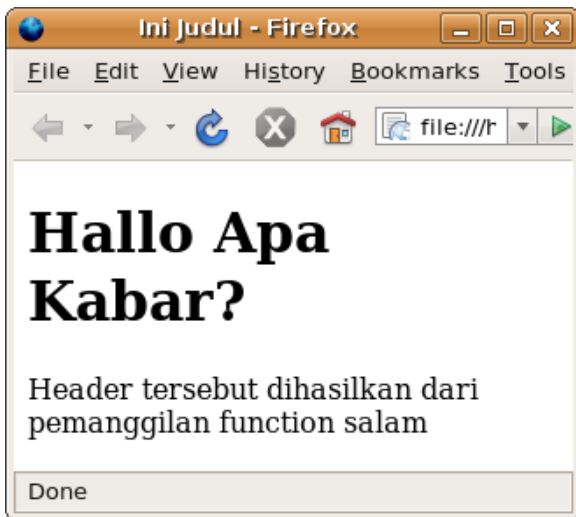 Ini Judul - Firefox
File Edit View History Bookmarks Tools
file:///h
Hallo Apa
Kabar?
Header tersebut dihasilkan dari
pemanggilan function salam
Done